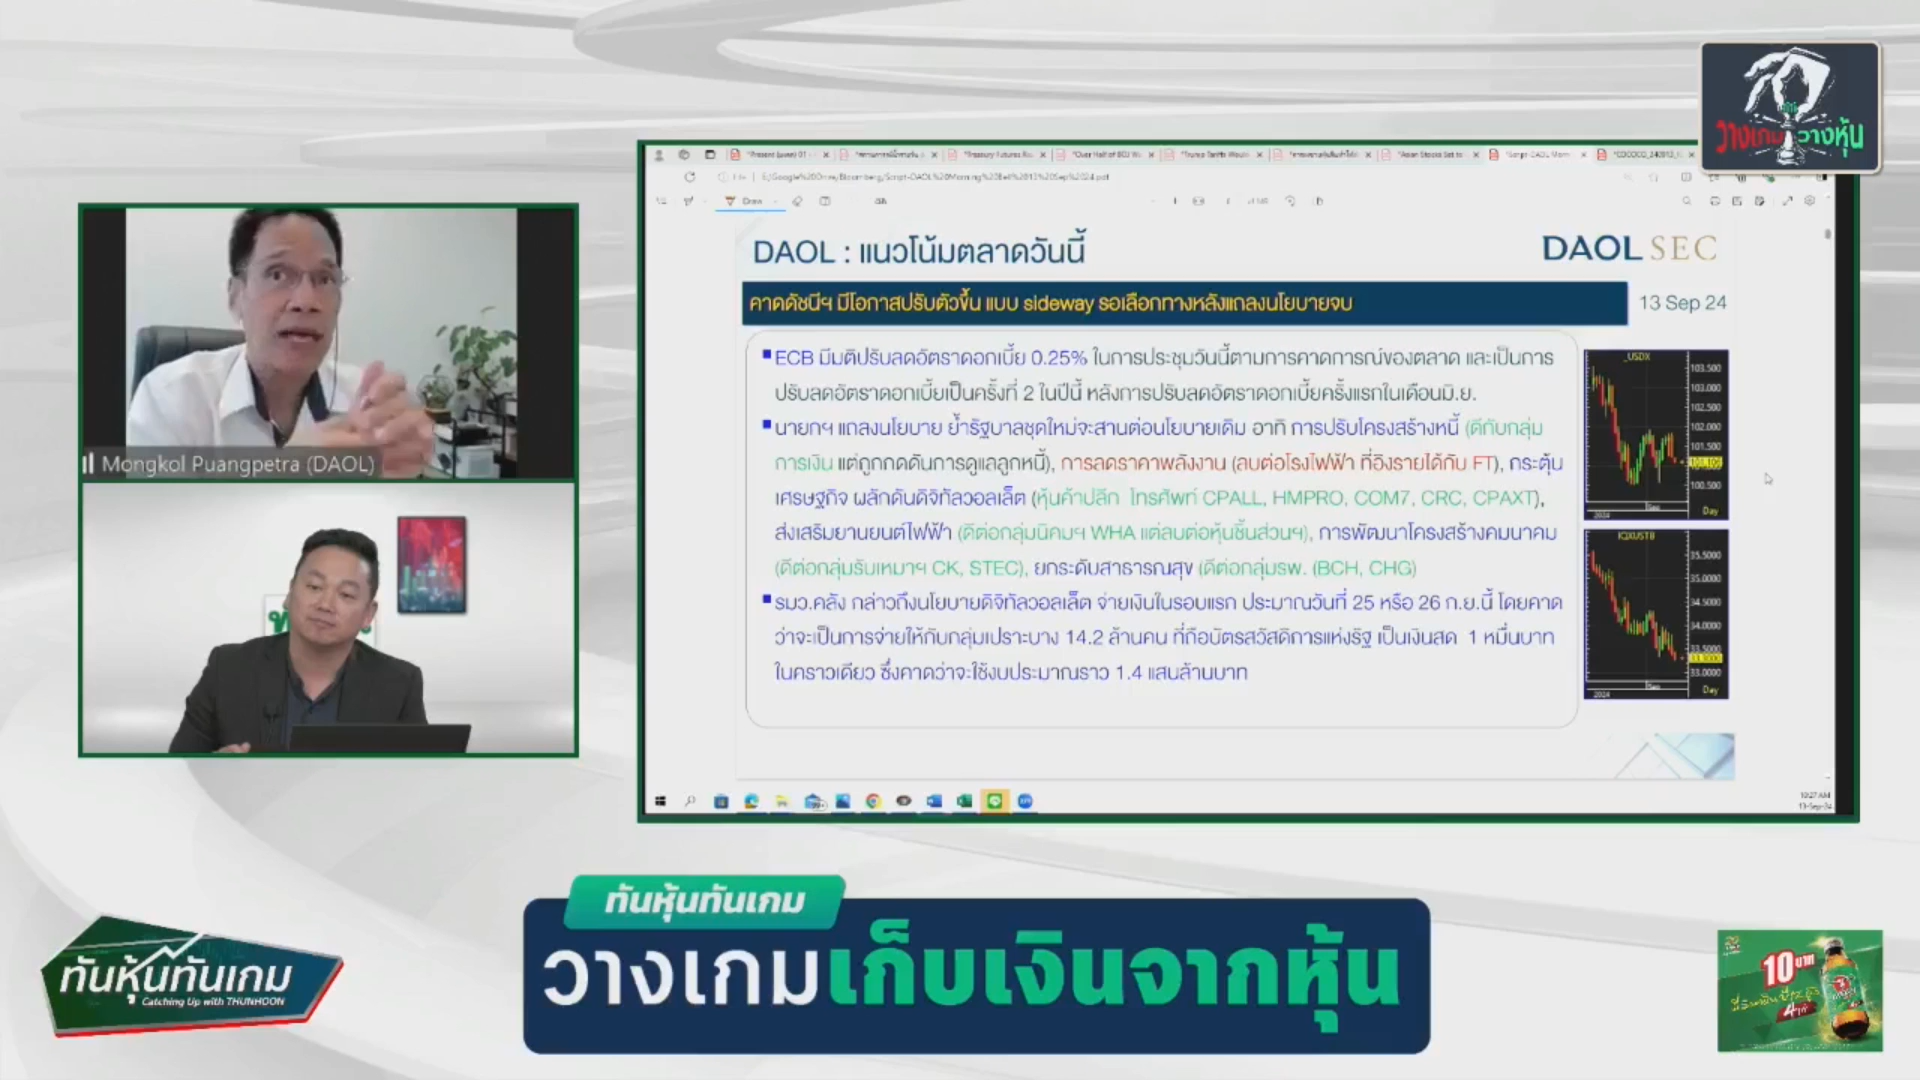 วางเกม วางหุ้น
DAOL : แนวโน้มตลาดวันนี้
DAOL SEC
คาดดัชนีฯ มีโอกาสปรับตัวขึ้น แบบ sideway รอเลือกทางหลังแถลงนโยบายจบ
13 Sep 24
ECB มีมติปรับลดอัตราดอกเบี้ย 0.25% ในการประชุมวันนี้ตามการคาดการณ์ของตลาด และเป็นการ
ปรับลดอัตราดอกเบี้ยเป็นครั้งที่ 2 ในปีนี้ หลังการปรับลดอัตราดอกเบี้ยครั้งแรกในเดือนมิ.ย.
นายกฯ แถลงนโยบาย ย้ำรัฐบาลชุดใหม่จะสานต่อนโยบายเดิม อาทิ การปรับโครงสร้างหนี้ (ดีกับกลุ่ม
การเงิน แต่ถูกกดดันการดูแลลูกหนี้), การลดราคาพลังงาน (ลบต่อโรงไฟฟ้า ที่อิงรายได้กับ FT), กระตุ้น
เศรษฐกิจ ผลักดันดิจิทัลวอลเล็ต (หุ้นค้าปลีก โทรศัพท์ CPALL, HMPRO, COM7, CRC, CPAXT),
ส่งเสริมยานยนต์ไฟฟ้า (ดีต่อกลุ่มนิคมฯ WHA แต่ลบต่อหุ้นชิ้นส่วนฯ), การพัฒนาโครงสร้างคมนาคม
(ดีต่อกลุ่มรับเหมาฯ CK, STEC), ยกระดับสาธารณสุข (ดีต่อกลุ่มรพ. (BCH, CHG)
รมว.คลัง กล่าวถึงนโยบายดิจิทัลวอลเล็ต จ่ายเงินในรอบแรก ประมาณวันที่ 25 หรือ 26 ก.ย.นี้ โดยคาด
ว่าจะเป็นการจ่ายให้กับกลุ่มเปราะบาง 14.2 ล้านคน ที่ถือบัตรสวัสดิการแห่งรัฐ เป็นเงินสด 1 หมื่นบาท
ในคราวเดียว ซึ่งคาดว่าจะใช้งบประมาณราว 1.4 แสนล้านบาท
_USDX
103.500
103.000
102.500
102.000
101.500
101.100
100.500
Day
35.5000
35.0000
34.5000
34.0000
33.5000
33.0000
Day
Mongkol Puangpetra (DAOL)
ทันหุ้นทันเกม
วางเกมเก็บเงินจากหุ้น
ทันหุ้นทันเกม
Catching Up with THUNHOON
10 บาท